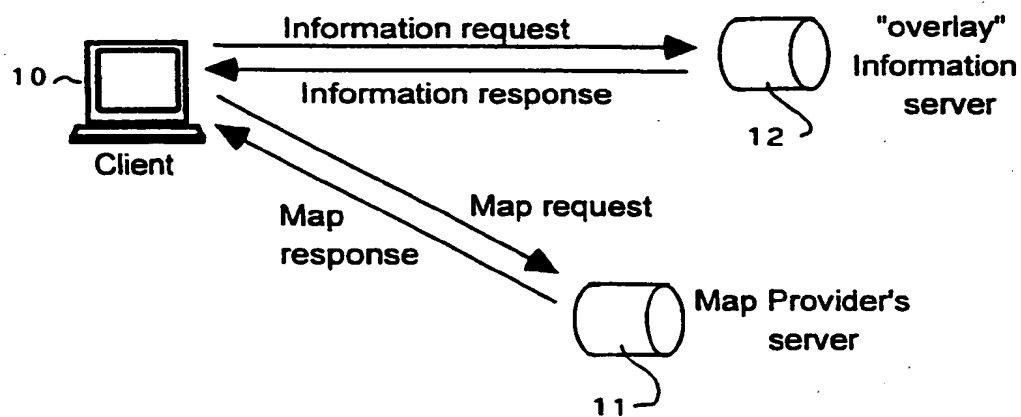 Information request
"overlay"
Information
server
10
Information response
12
Client
Map request
Map
response
Map Provider's
server
11